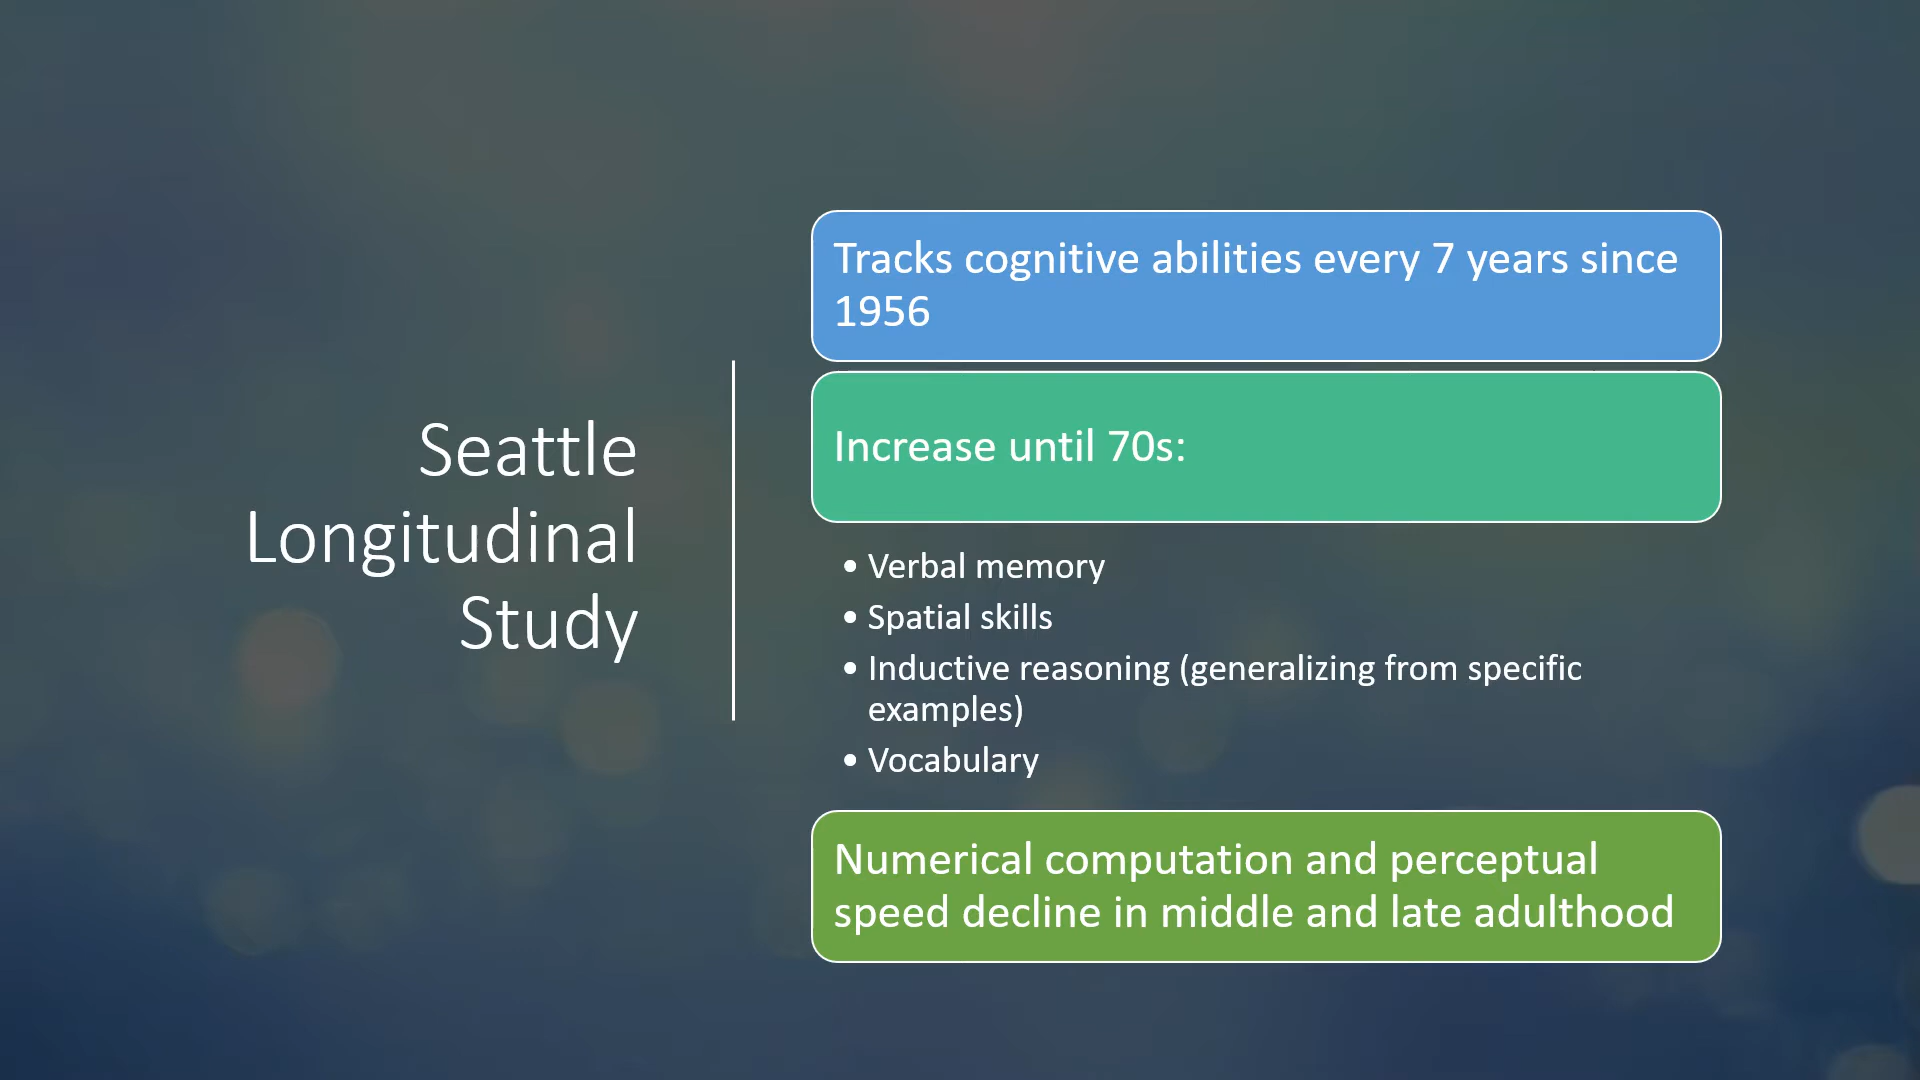 Seattle
Longitudinal
Study
Tracks cognitive abilities every 7 years since
1956
Increase until 70s:
• Verbal memory
• Spatial skills
• Inductive reasoning (generalizing from specific
examples)
• Vocabulary
Numerical computation and perceptual
speed decline in middle and late adulthood